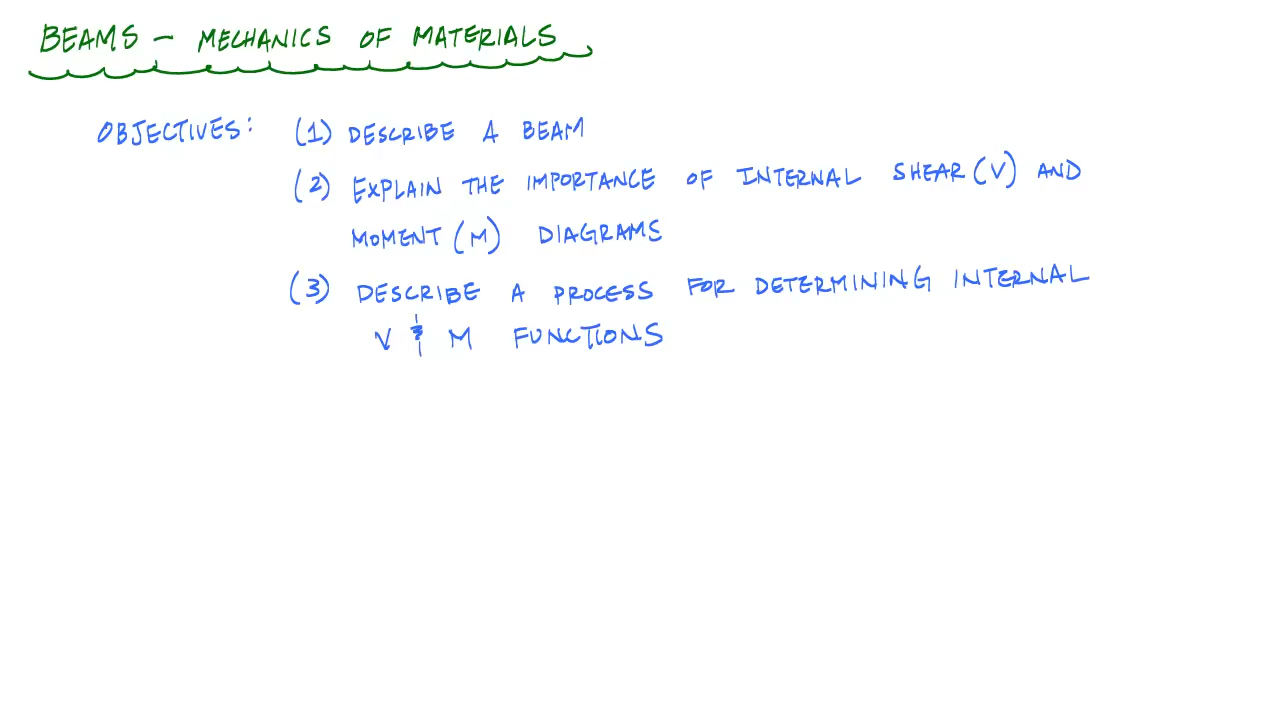 BEAMS - MECHANICS OF MATERIALS
OBJECTIVES: (1) DESCRIBE A BEAM
(2) EXPLAIN THE IMPORTANCE OF INTERNAL SHEAR (V) AND
MOMENT (M) DIAGRAMS
(3) DESCRIBE A PROCESS FOR DETERMINING INTERNAL
V & M FUNCTIONS